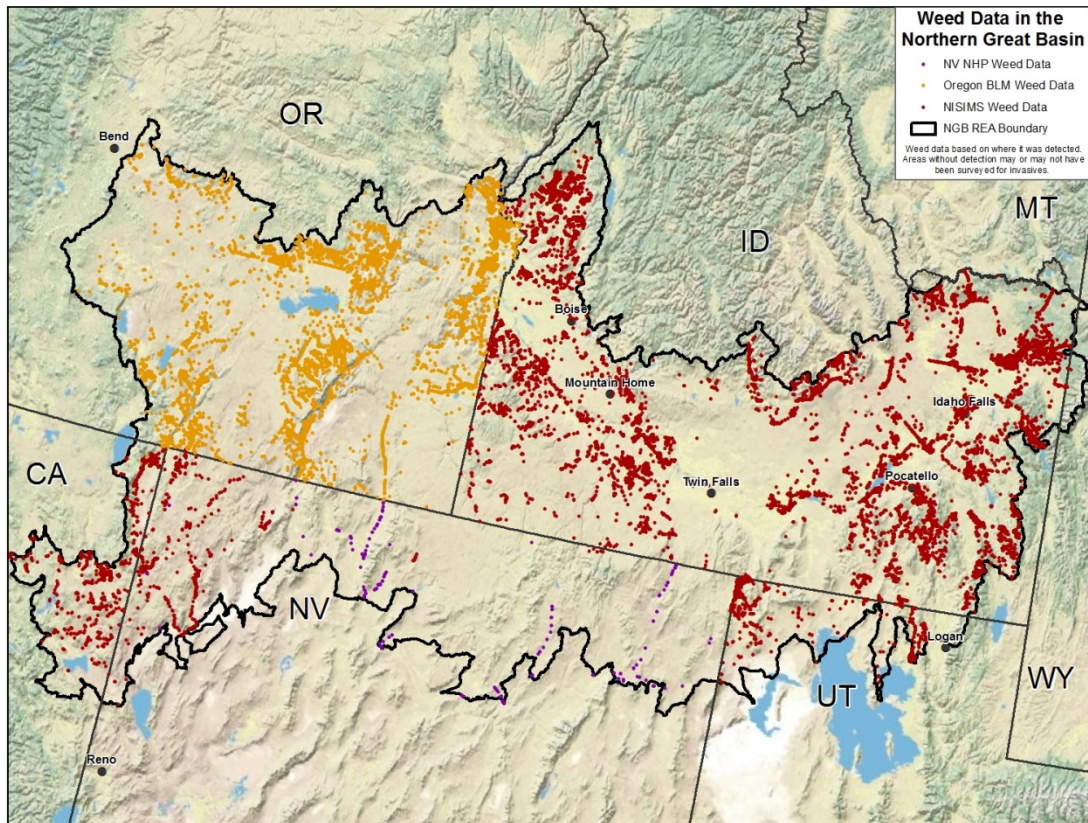 Weed Data in the
Northern Great Basin
NV NHP Weed Data
Oregon BLM Weed Data
NISIMS Weed Data
NGB REA Boundary
Weed data based on where it was detected.
Areas without detection may or may not have
been surveyed for invasives.
OR
Bend
MT
ID
Boise
Mountain Home
Idaho Falls
CA
Twin Falls
Pocatello
NV
Logan
UT
WY
Reno